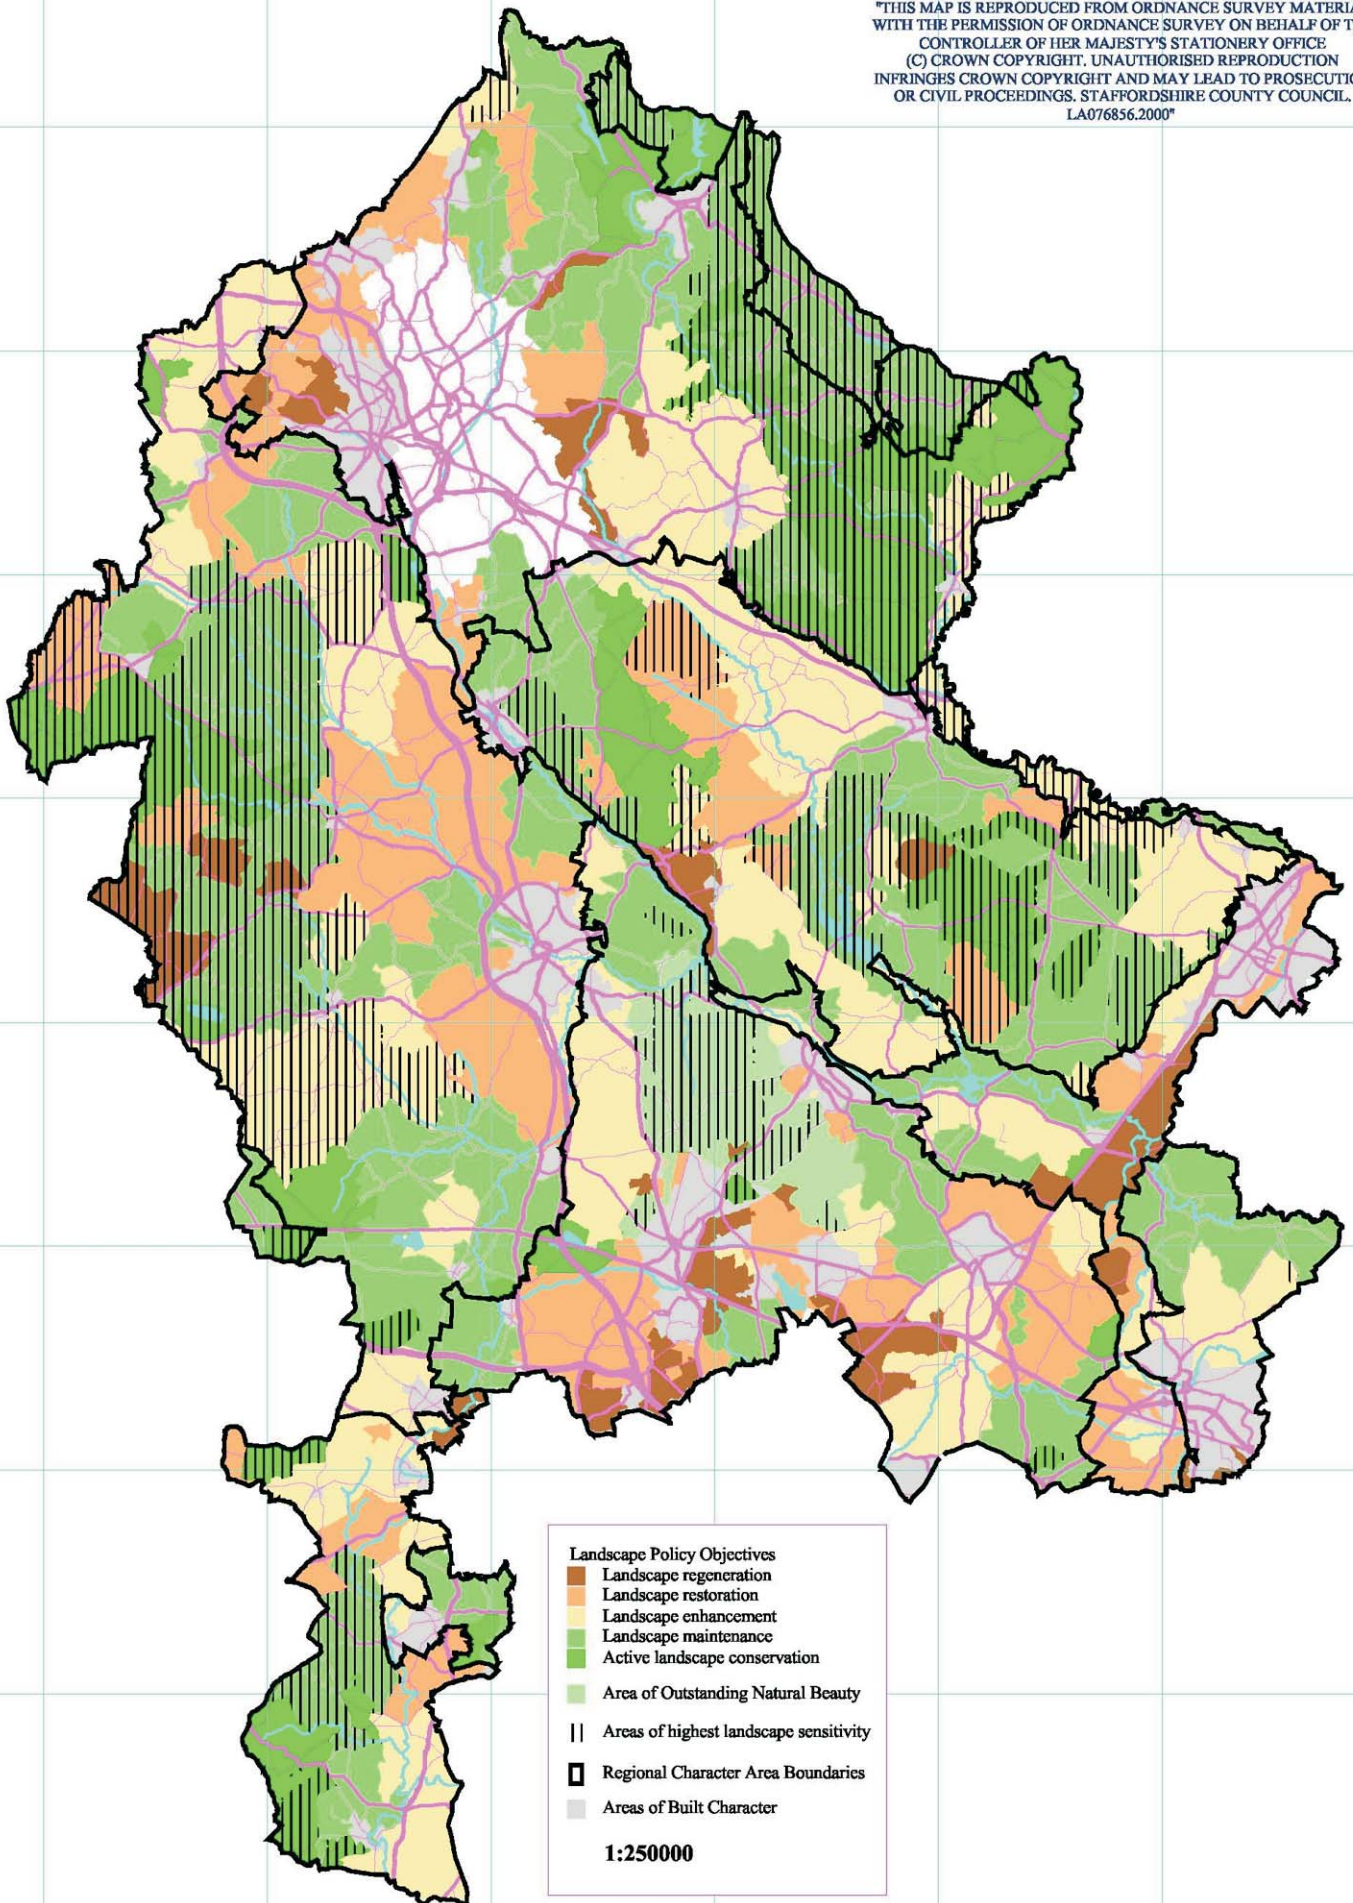 "THIS MAP IS REPRODUCED FROM ORDNANCE SURVEY MATERIA
WITH THE PERMISSION OF ORDNANCE SURVEY ON BEHALF OF T
CONTROLLER OF HER MAJESTY'S STATIONERY OFFICE
(C) CROWN COPYRIGHT. UNAUTHORISED REPRODUCTION
INFRINGES CROWN COPYRIGHT AND MAY LEAD TO PROSECUTIO
OR CIVIL PROCEEDINGS. STAFFORDSHIRE COUNTY COUNCIL.
LA076856.2000"
Landscape Policy Objectives
Landscape regeneration
Landscape restoration
Landscape enhancement
Landscape maintenance
Active landscape conservation
Area of Outstanding Natural Beauty
Areas of highest landscape sensitivity
Regional Character Area Boundaries
Areas of Built Character
1:250000